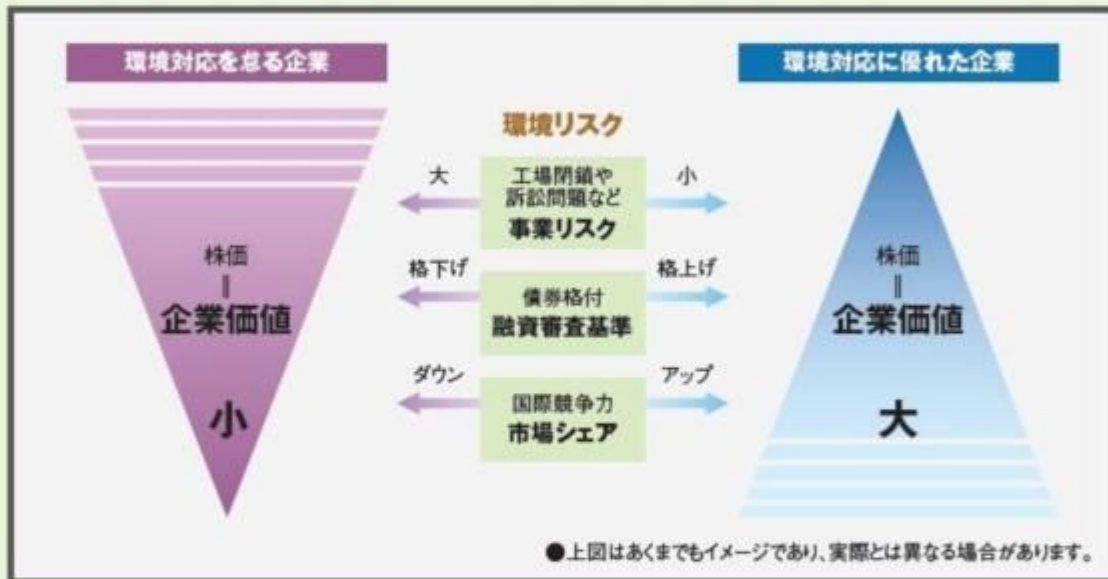 環境対応を怠る企業
環境対応に優れた企業
環境リスク
大
工場閉鎖や
訴訟問題など
事業リスク
小
格下げ
債券格付
融資審査基準
格上げ
ダウン
国際競争力
市場シェア
アップ
株価
||
企業価値
小
株価
||
企業価値
大
●上図はあくまでもイメージであり、実際とは異なる場合があります。